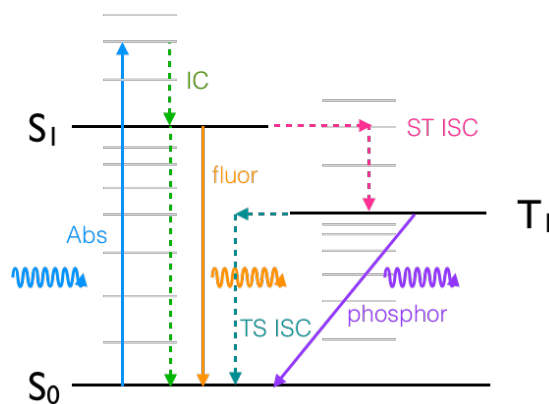 IC
S1
ST ISC
fluor
Abs
T1
TS ISC
phosphor
S0